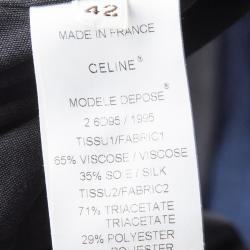 42
MADE IN FRANCE
CELINE®
MODELE DEPOSE®
2 6D95 / 1995
TISSU1/FABRIC1
65% VISCOSE / VISCOSE
35% SOIE / SILK
TISSU2/FABRIC2
71% TRIACETATE
TRIACETATE
29% POLYESTER
POLYESTER